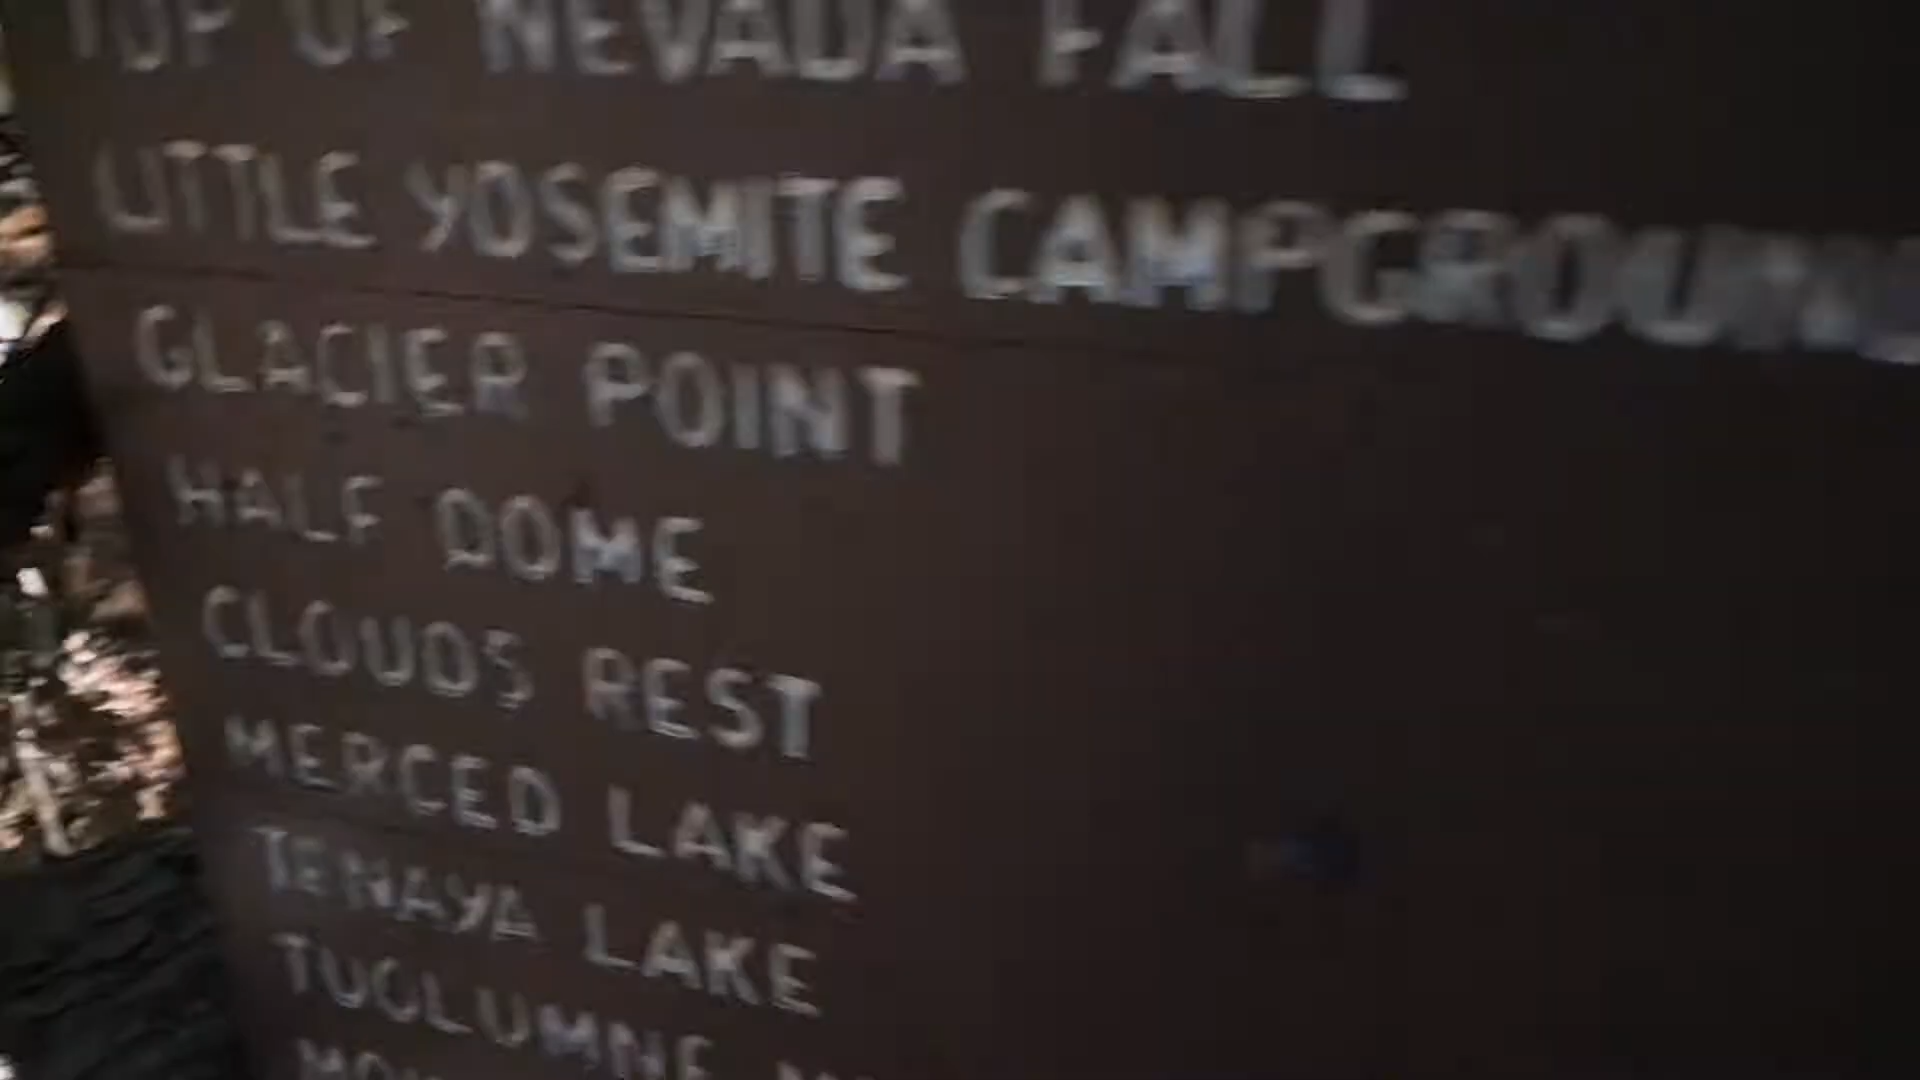 TOP OF NEVADA FALL
LITTLE YOSEMITE CAMPGROUND
GLACIER POINT
HALF DOME
CLOUDS REST
MERCED LAKE
TENAYA LAKE
TUOLUMNE